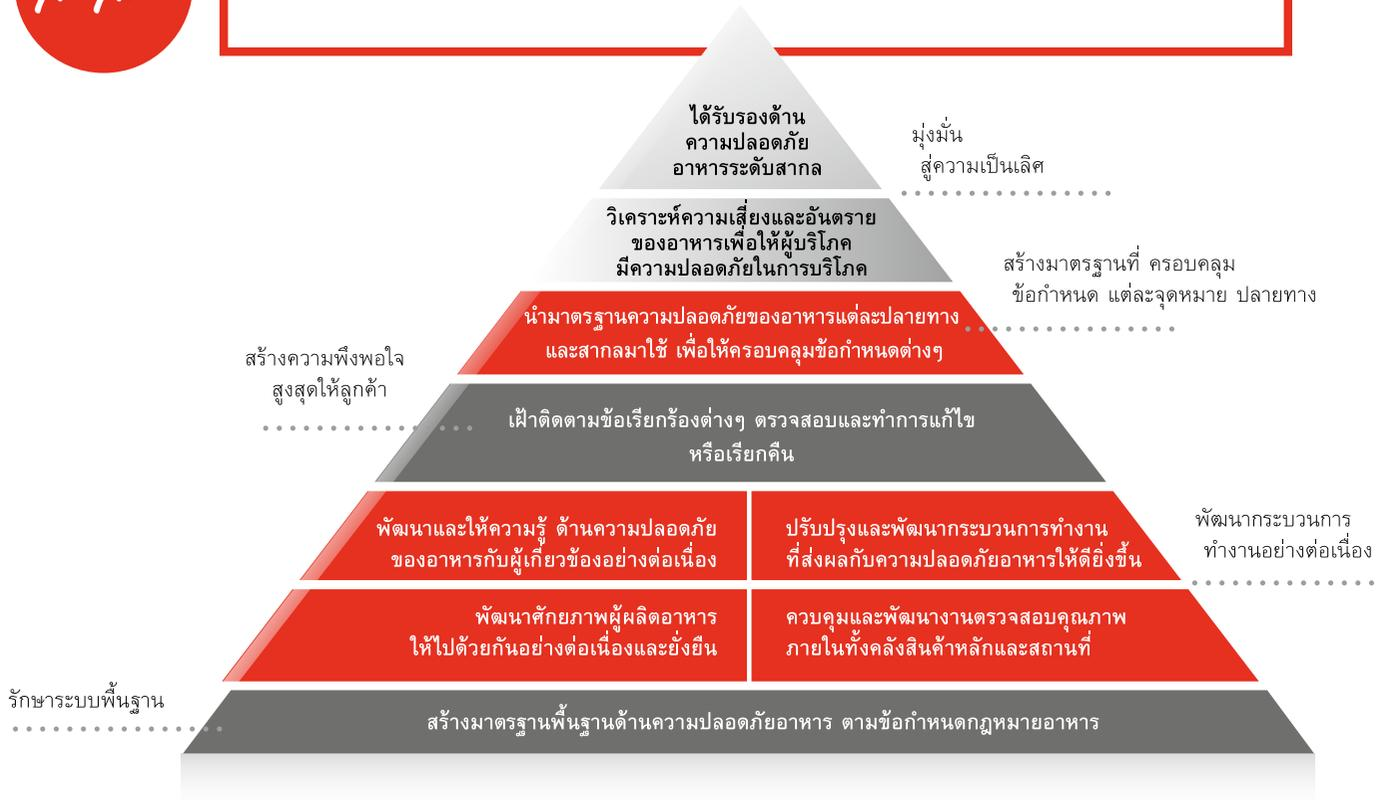 ได้รับรองด้าน
ความปลอดภัย
อาหารระดับสากล
มุ่งมั่น
สู่ความเป็นเลิศ
วิเคราะห์ความเสี่ยงและอันตราย
ของอาหารเพื่อให้ผู้บริโภค
มีความปลอดภัยในการบริโภค
สร้างมาตรฐานที่ ครอบคลุม
ข้อกำหนด แต่ละจุดหมาย ปลายทาง
นำมาตรฐานความปลอดภัยของอาหารแต่ละปลายทาง
และสากลมาใช้ เพื่อให้ครอบคลุมข้อกำหนดต่างๆ
สร้างความพึงพอใจ
สูงสุดให้ลูกค้า
เฝ้าติดตามข้อเรียกร้องต่างๆ ตรวจสอบและทำการแก้ไข
หรือเรียกคืน
พัฒนาและให้ความรู้ ด้านความปลอดภัย
ของอาหารกับผู้เกี่ยวข้องอย่างต่อเนื่อง
ปรับปรุงและพัฒนากระบวนการทำงาน
ที่ส่งผลกับความปลอดภัยอาหารให้ดียิ่งขึ้น
พัฒนากระบวนการ
ทำงานอย่างต่อเนื่อง
พัฒนาศักยภาพผู้ผลิตอาหาร
ให้ไปด้วยกันอย่างต่อเนื่องและยั่งยืน
ควบคุมและพัฒนางานตรวจสอบคุณภาพ
ภายในทั้งคลังสินค้าหลักและสถานที่
รักษาระบบพื้นฐาน
สร้างมาตรฐานพื้นฐานด้านความปลอดภัยอาหาร ตามข้อกำหนดกฎหมายอาหาร